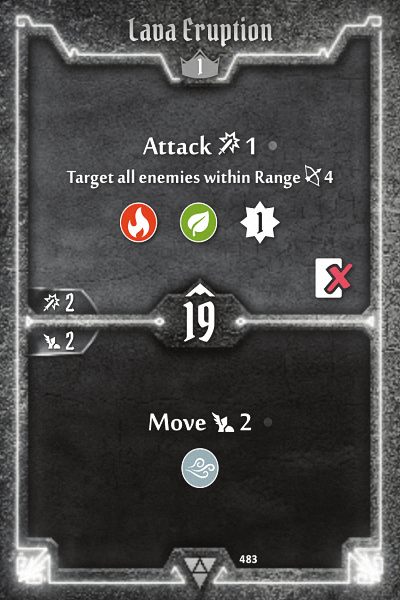 Lava Eruption
1
Attack 1
Target all enemies within Range 4
1
2
19
2
Move 2
483